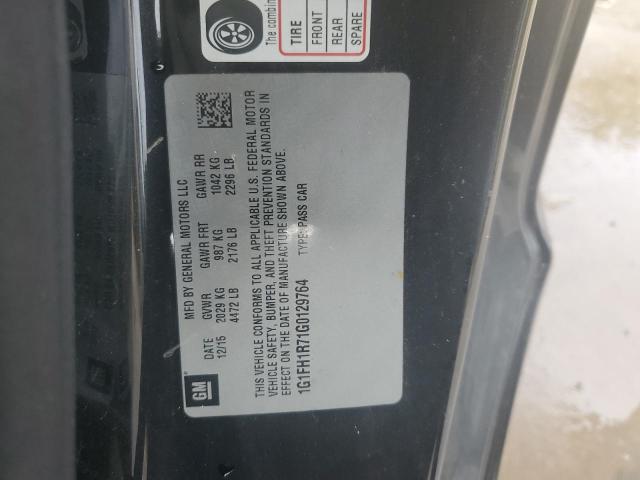 The combin
TIRE
FRONT
REAR
SPARE
MFD BY GENERAL MOTORS LLC
DATE GVWR GAWR FRT GAWR RR
12/15 2029 KG 987 KG 1042 KG
4472 LB 2176 LB 2296 LB
GM
THIS VEHICLE CONFORMS TO ALL APPLICABLE U.S. FEDERAL MOTOR
VEHICLE SAFETY, BUMPER, AND THEFT PREVENTION STANDARDS IN
EFFECT ON THE DATE OF MANUFACTURE SHOWN ABOVE.
1G1FH1R71G0129764 TYPE: PASS CAR